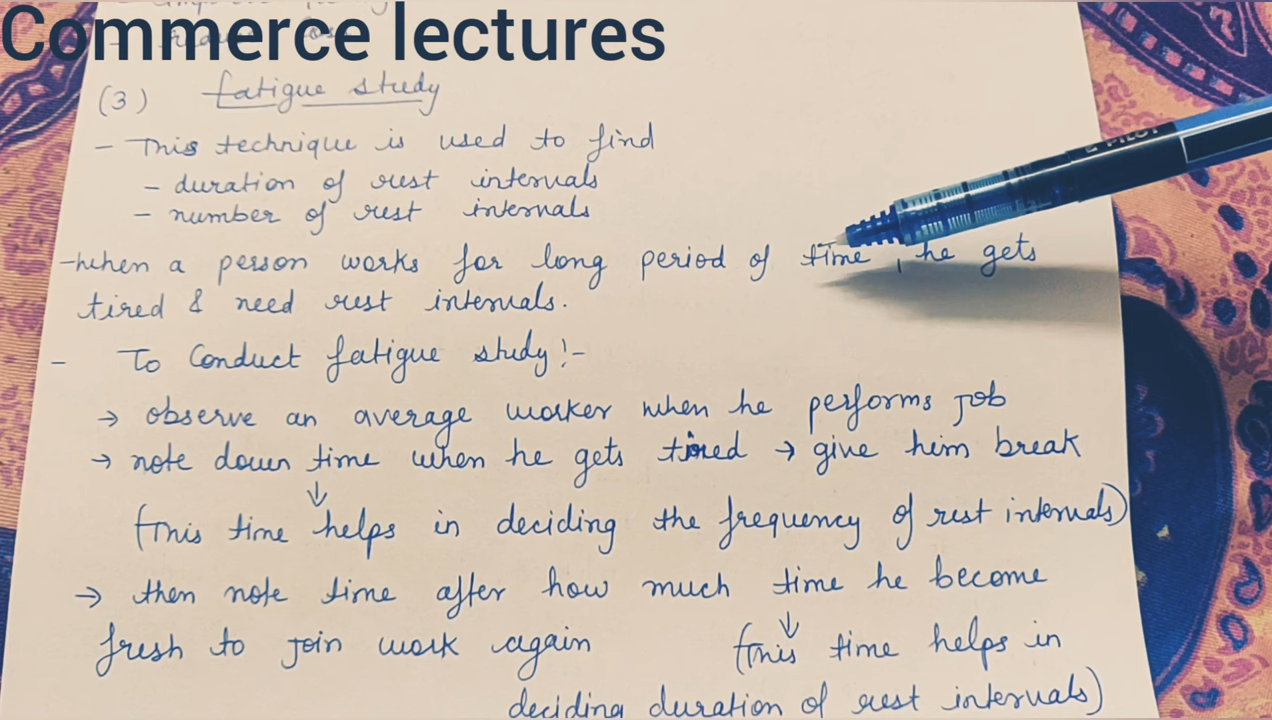 Commerce lectures
(3) fatigue study
- This technique is used to find
- duration of rest intervals
- number of rest intervals
- when a person works for long period of time, he gets
tired & need rest intervals.
- To Conduct fatigue study :-
→ observe an average worker when he performs job
→ note down time when he gets tired → give him break
↓
(This time helps in deciding the frequency of rest intervals)
→ then note time after how much time he become
fresh to join work again ↓ (This time helps in
deciding duration of rest intervals)